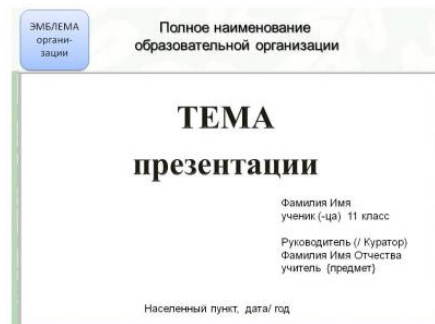 ЭМБЛЕМА
органи-
зации
Полное наименование
образовательной организации
ТЕМА
презентации
Фамилия Имя
ученик (-ца) 11 класс
Руководитель (/ Куратор)
Фамилия Имя Отчества
учитель {предмет}
Населенный пункт, дата/ год